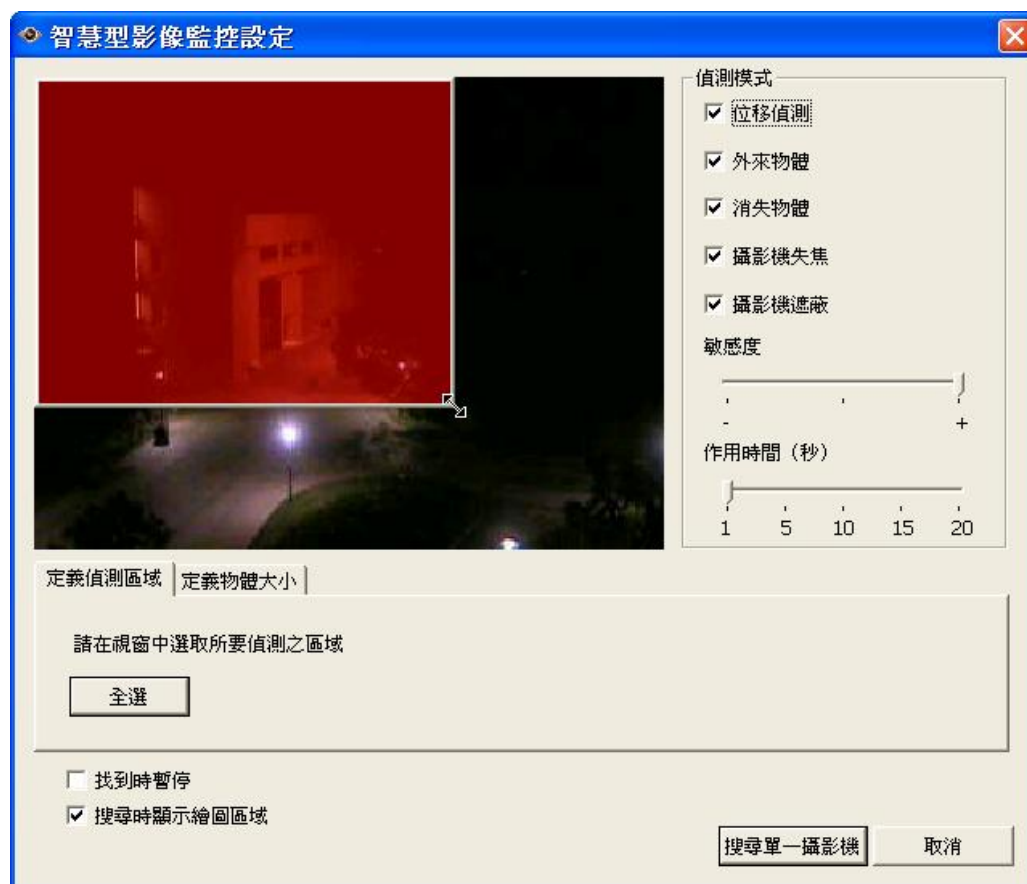 智慧型影像監控設定
偵測模式
位移偵測
外來物體
消失物體
攝影機失焦
攝影機遮蔽
敏感度
- +
作用時間（秒）
1 5 10 15 20
定義偵測區域 定義物體大小
請在視窗中選取所要偵測之區域
全選
找到時暫停
搜尋時顯示繪圖區域
搜尋單一攝影機 取消